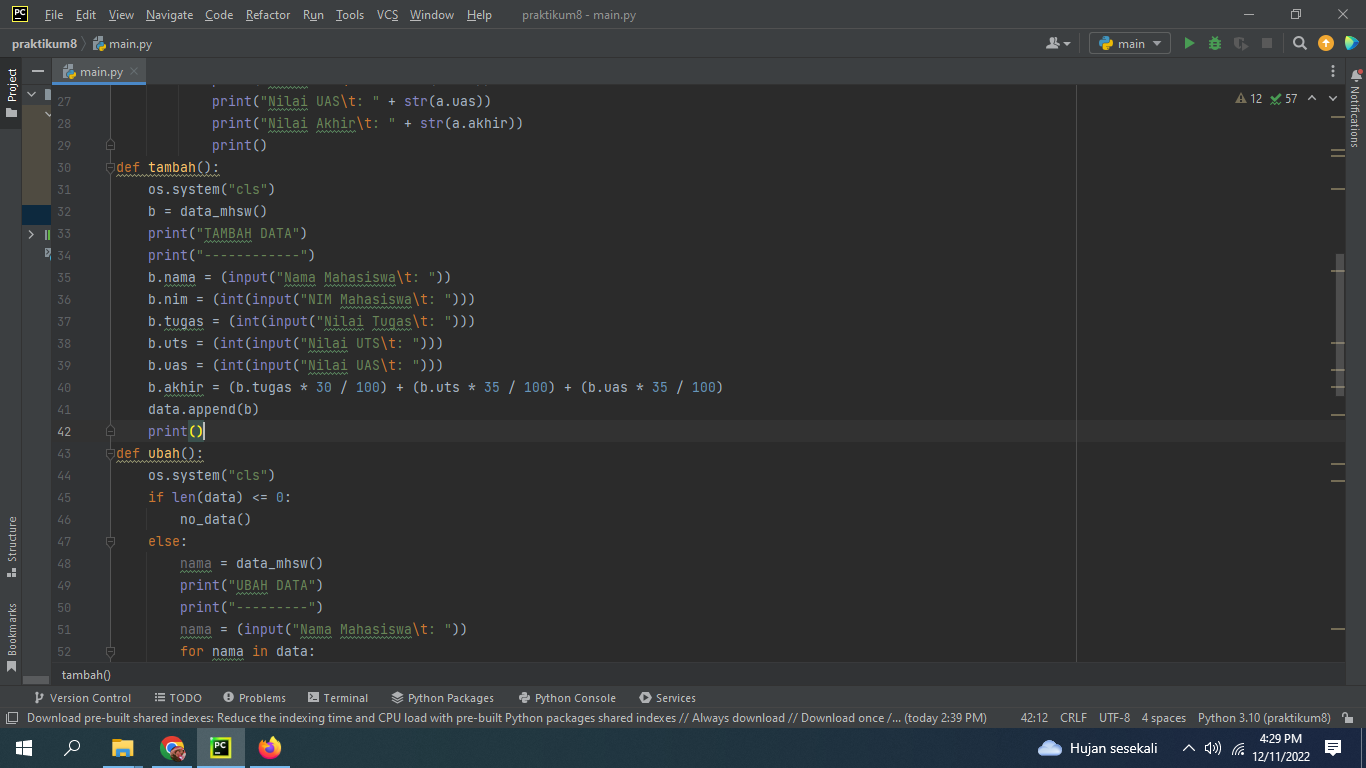 PC File Edit View Navigate Code Refactor Run Tools VCS Window Help praktikum8 - main.py
praktikum8 main.py main
Project main.py
27 print("Nilai UAS\t: " + str(a.uas)) 12 57
28 print("Nilai Akhir\t: " + str(a.akhir))
29 print()
30 def tambah():
31 os.system("cls")
32 b = data_mhsw()
33 print("TAMBAH DATA")
34 print("------------")
35 b.nama = (input("Nama Mahasiswa\t: "))
36 b.nim = (int(input("NIM Mahasiswa\t: ")))
37 b.tugas = (int(input("Nilai Tugas\t: ")))
38 b.uts = (int(input("Nilai UTS\t: ")))
39 b.uas = (int(input("Nilai UAS\t: ")))
40 b.akhir = (b.tugas * 30 / 100) + (b.uts * 35 / 100) + (b.uas * 35 / 100)
41 data.append(b)
42 print()
43 def ubah():
44 os.system("cls")
45 if len(data) <= 0:
46 no_data()
47 else:
48 nama = data_mhsw()
49 print("UBAH DATA")
50 print("---------")
51 nama = (input("Nama Mahasiswa\t: "))
52 for nama in data:
Notifications
Structure
Bookmarks
tambah()
Version Control TODO Problems Terminal Python Packages Python Console Services
Download pre-built shared indexes: Reduce the indexing time and CPU load with pre-built Python packages shared indexes // Always download // Download once /... (today 2:39 PM) 42:12 CRLF UTF-8 4 spaces Python 3.10 (praktikum8)
PC Hujan sesekali 4:29 PM
12/11/2022